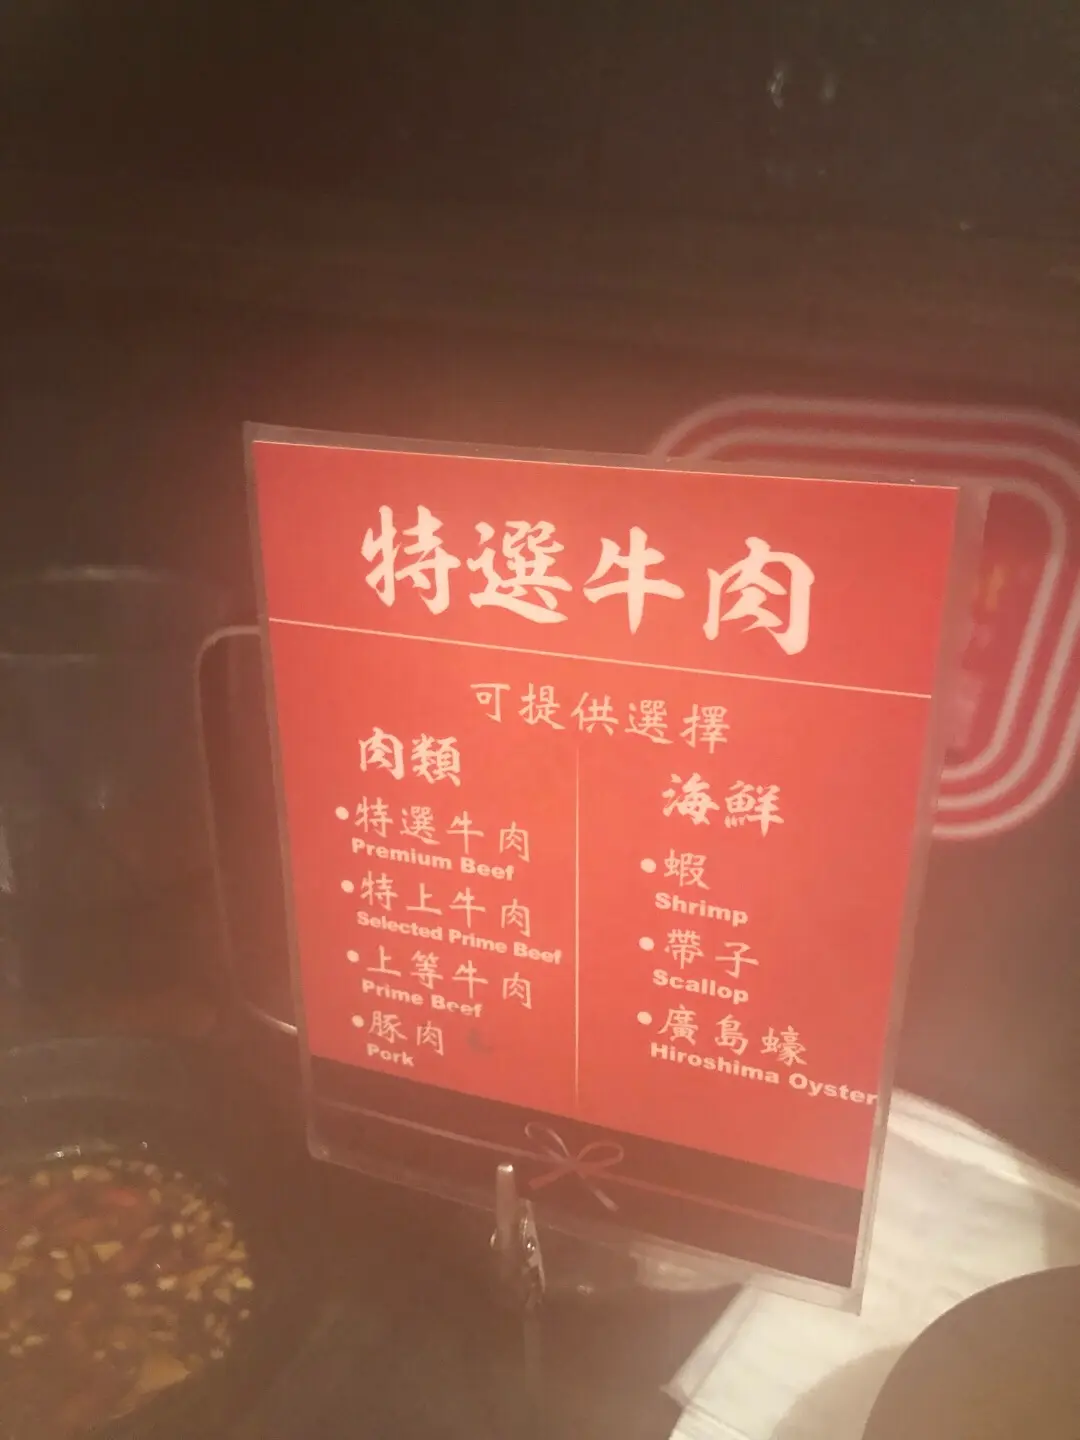 特選牛肉
可提供選擇
肉類
•特選牛肉
Premium Beef
•特上牛肉
Selected Prime Beef
•上等牛肉
Prime Beef
•豚肉
Pork
海鮮
•蝦
Shrimp
•帶子
Scallop
•廣島蠔
Hiroshima Oyster